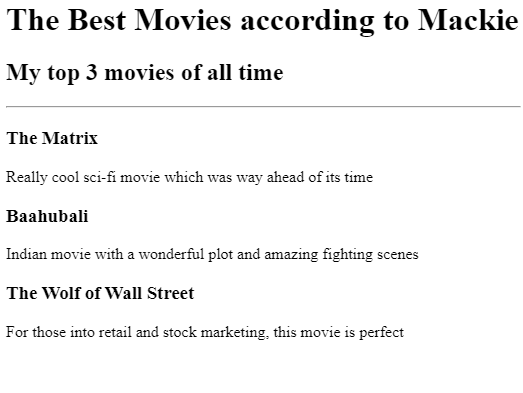 The Best Movies according to Mackie
My top 3 movies of all time
The Matrix
Really cool sci-fi movie which was way ahead of its time
Baahubali
Indian movie with a wonderful plot and amazing fighting scenes
The Wolf of Wall Street
For those into retail and stock marketing, this movie is perfect